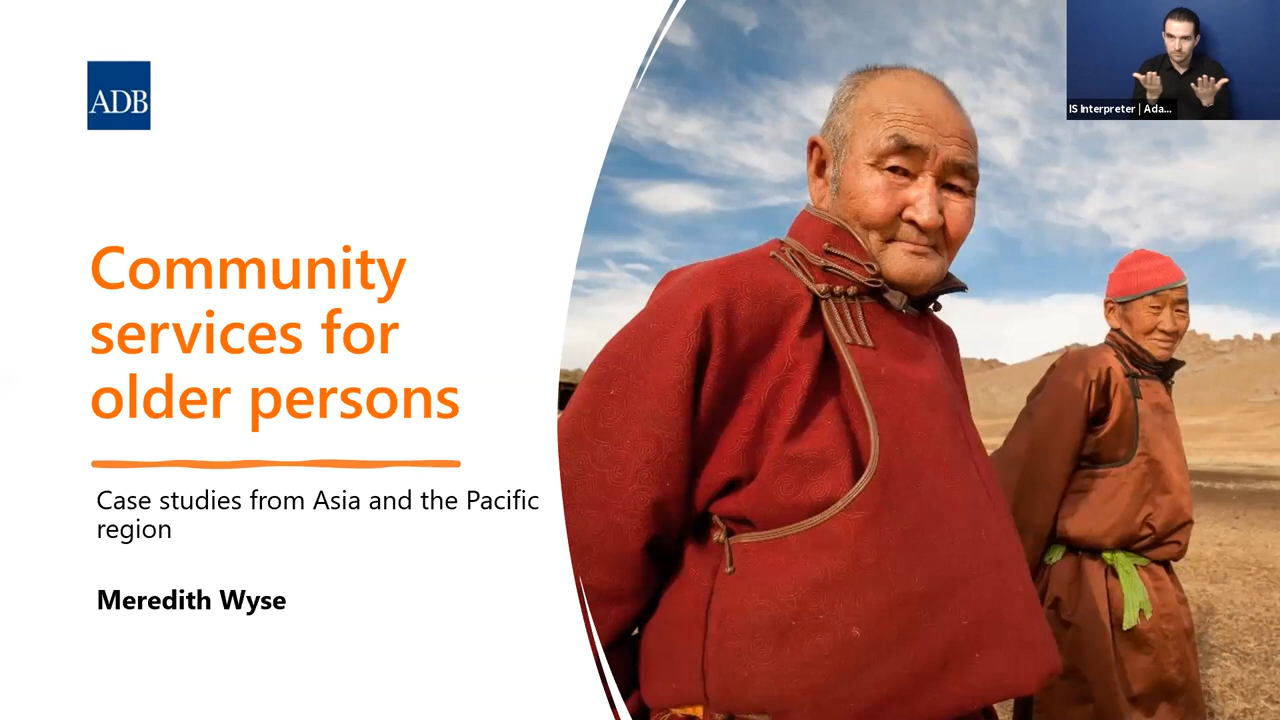 ADB
IS Interpreter | Ada...
Community
services for
older persons
Case studies from Asia and the Pacific
region
Meredith Wyse